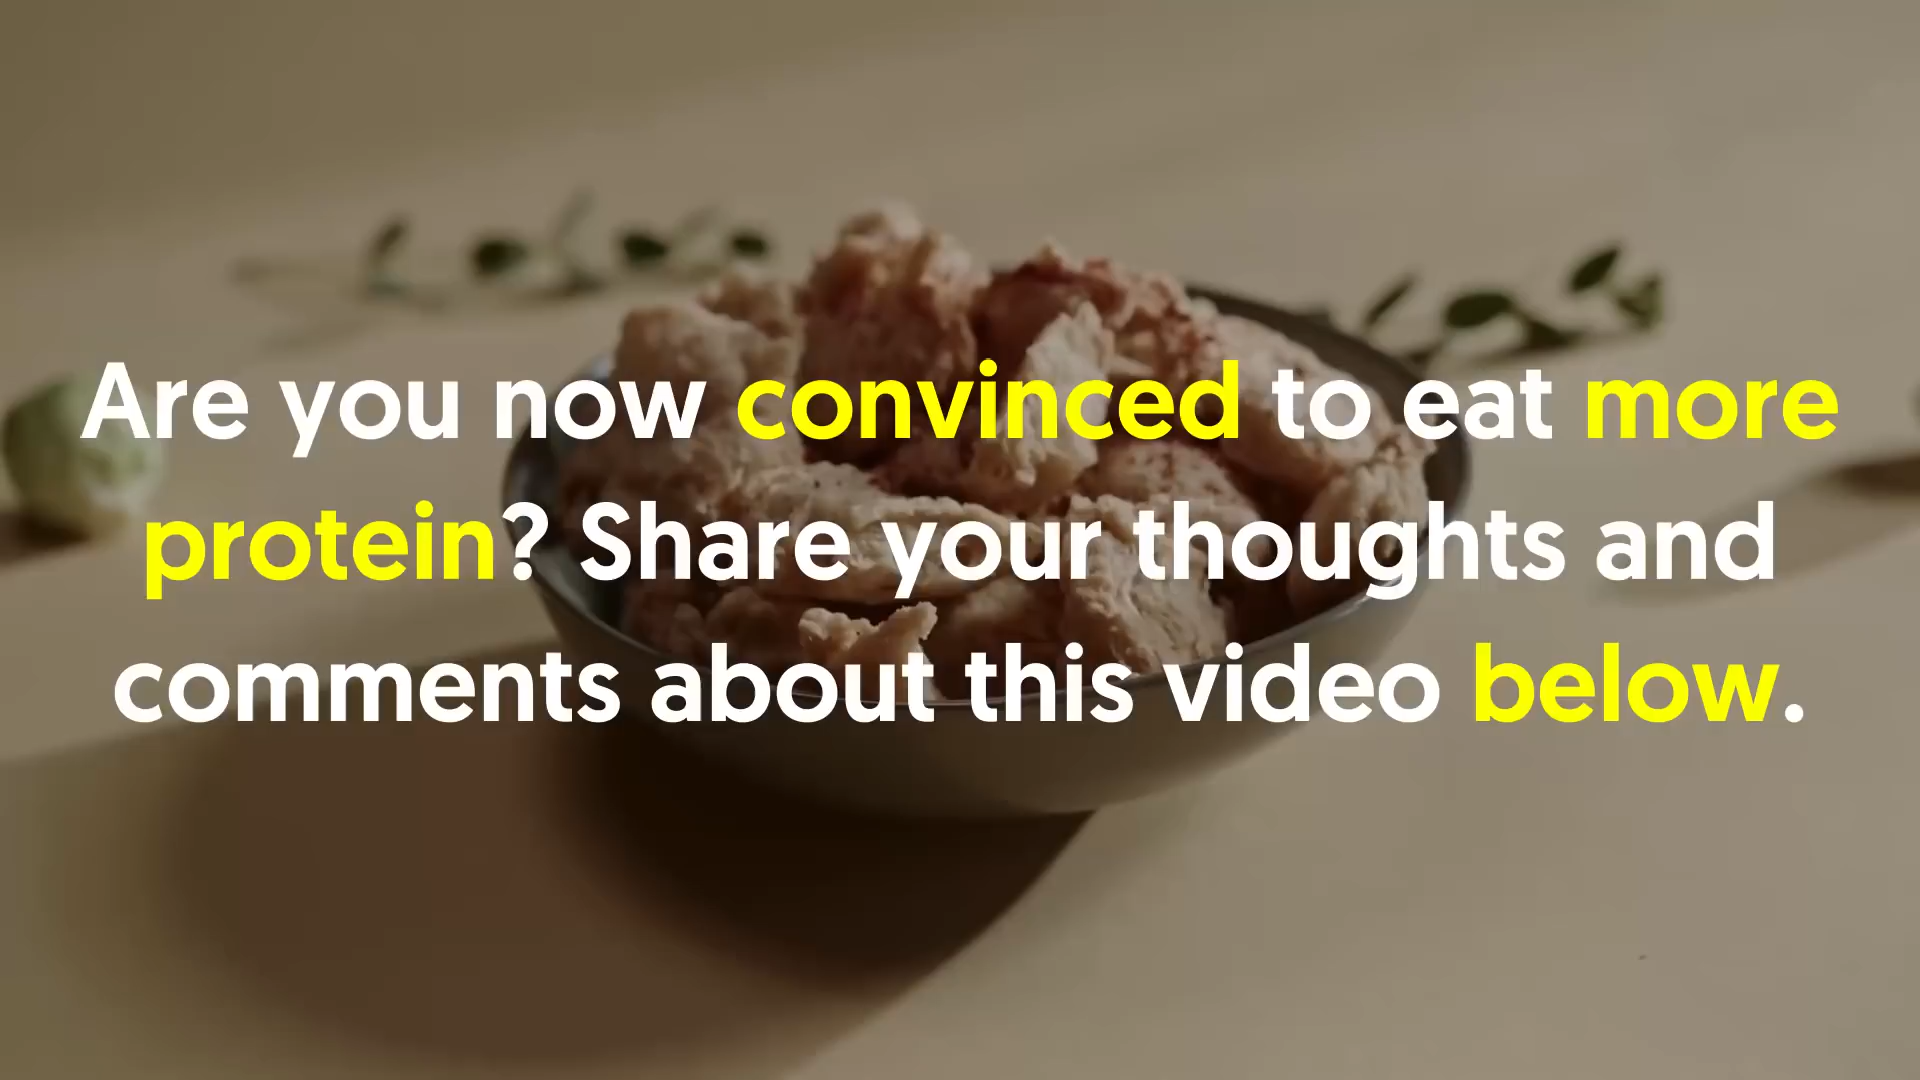 Are you now convinced to eat more
protein? Share your thoughts and
comments about this video below.